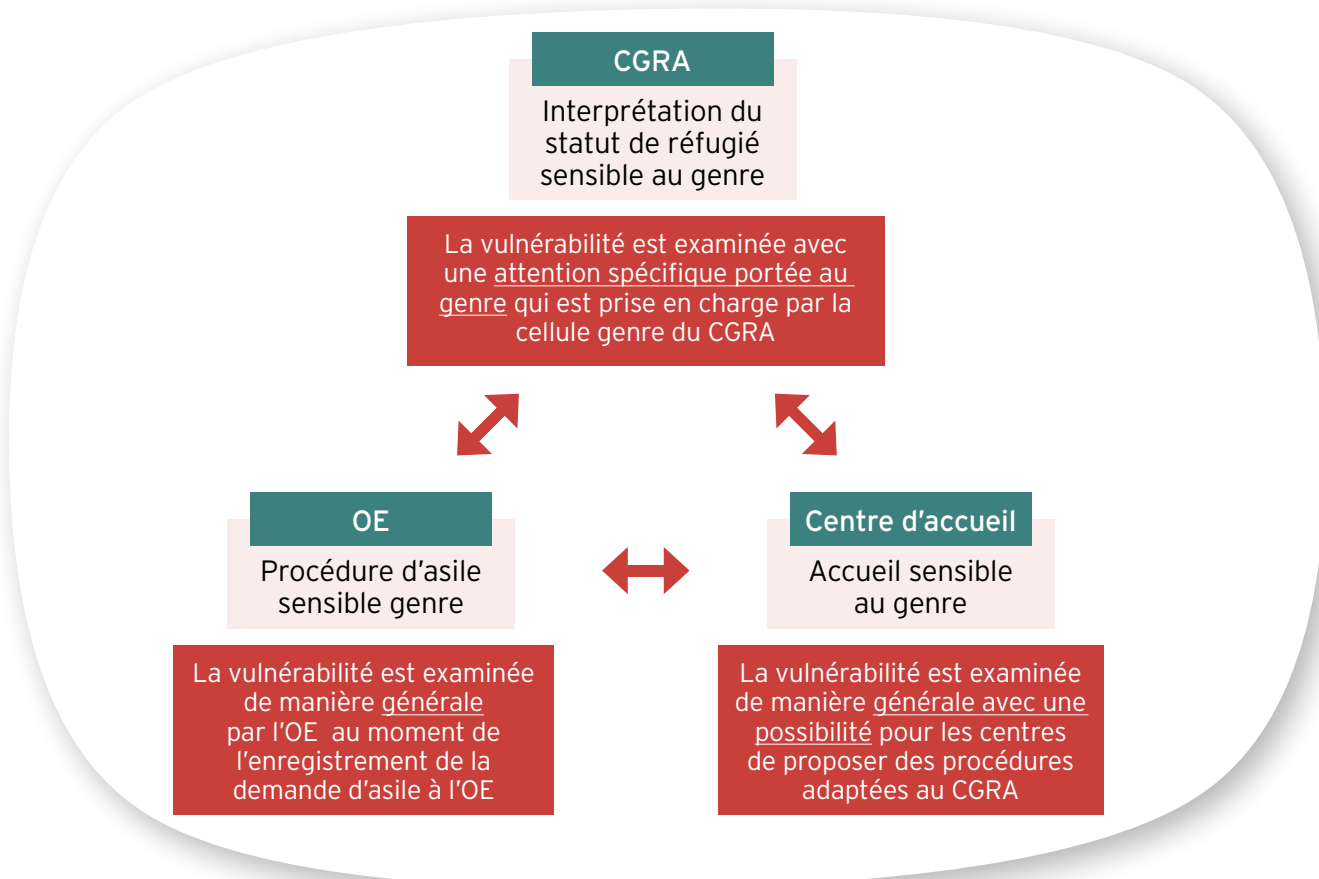 CGRA
Interprétation du
statut de réfugié
sensible au genre
La vulnérabilité est examinée avec
une attention spécifique portée au
genre qui est prise en charge par la
cellule genre du CGRA
OE
Procédure d'asile
sensible genre
La vulnérabilité est examinée
de manière générale
par l'OE au moment de
l'enregistrement de la
demande d'asile à l'OE
Centre d'accueil
Accueil sensible
au genre
La vulnérabilité est examinée
de manière générale avec une
possibilité pour les centres
de proposer des procédures
adaptées au CGRA